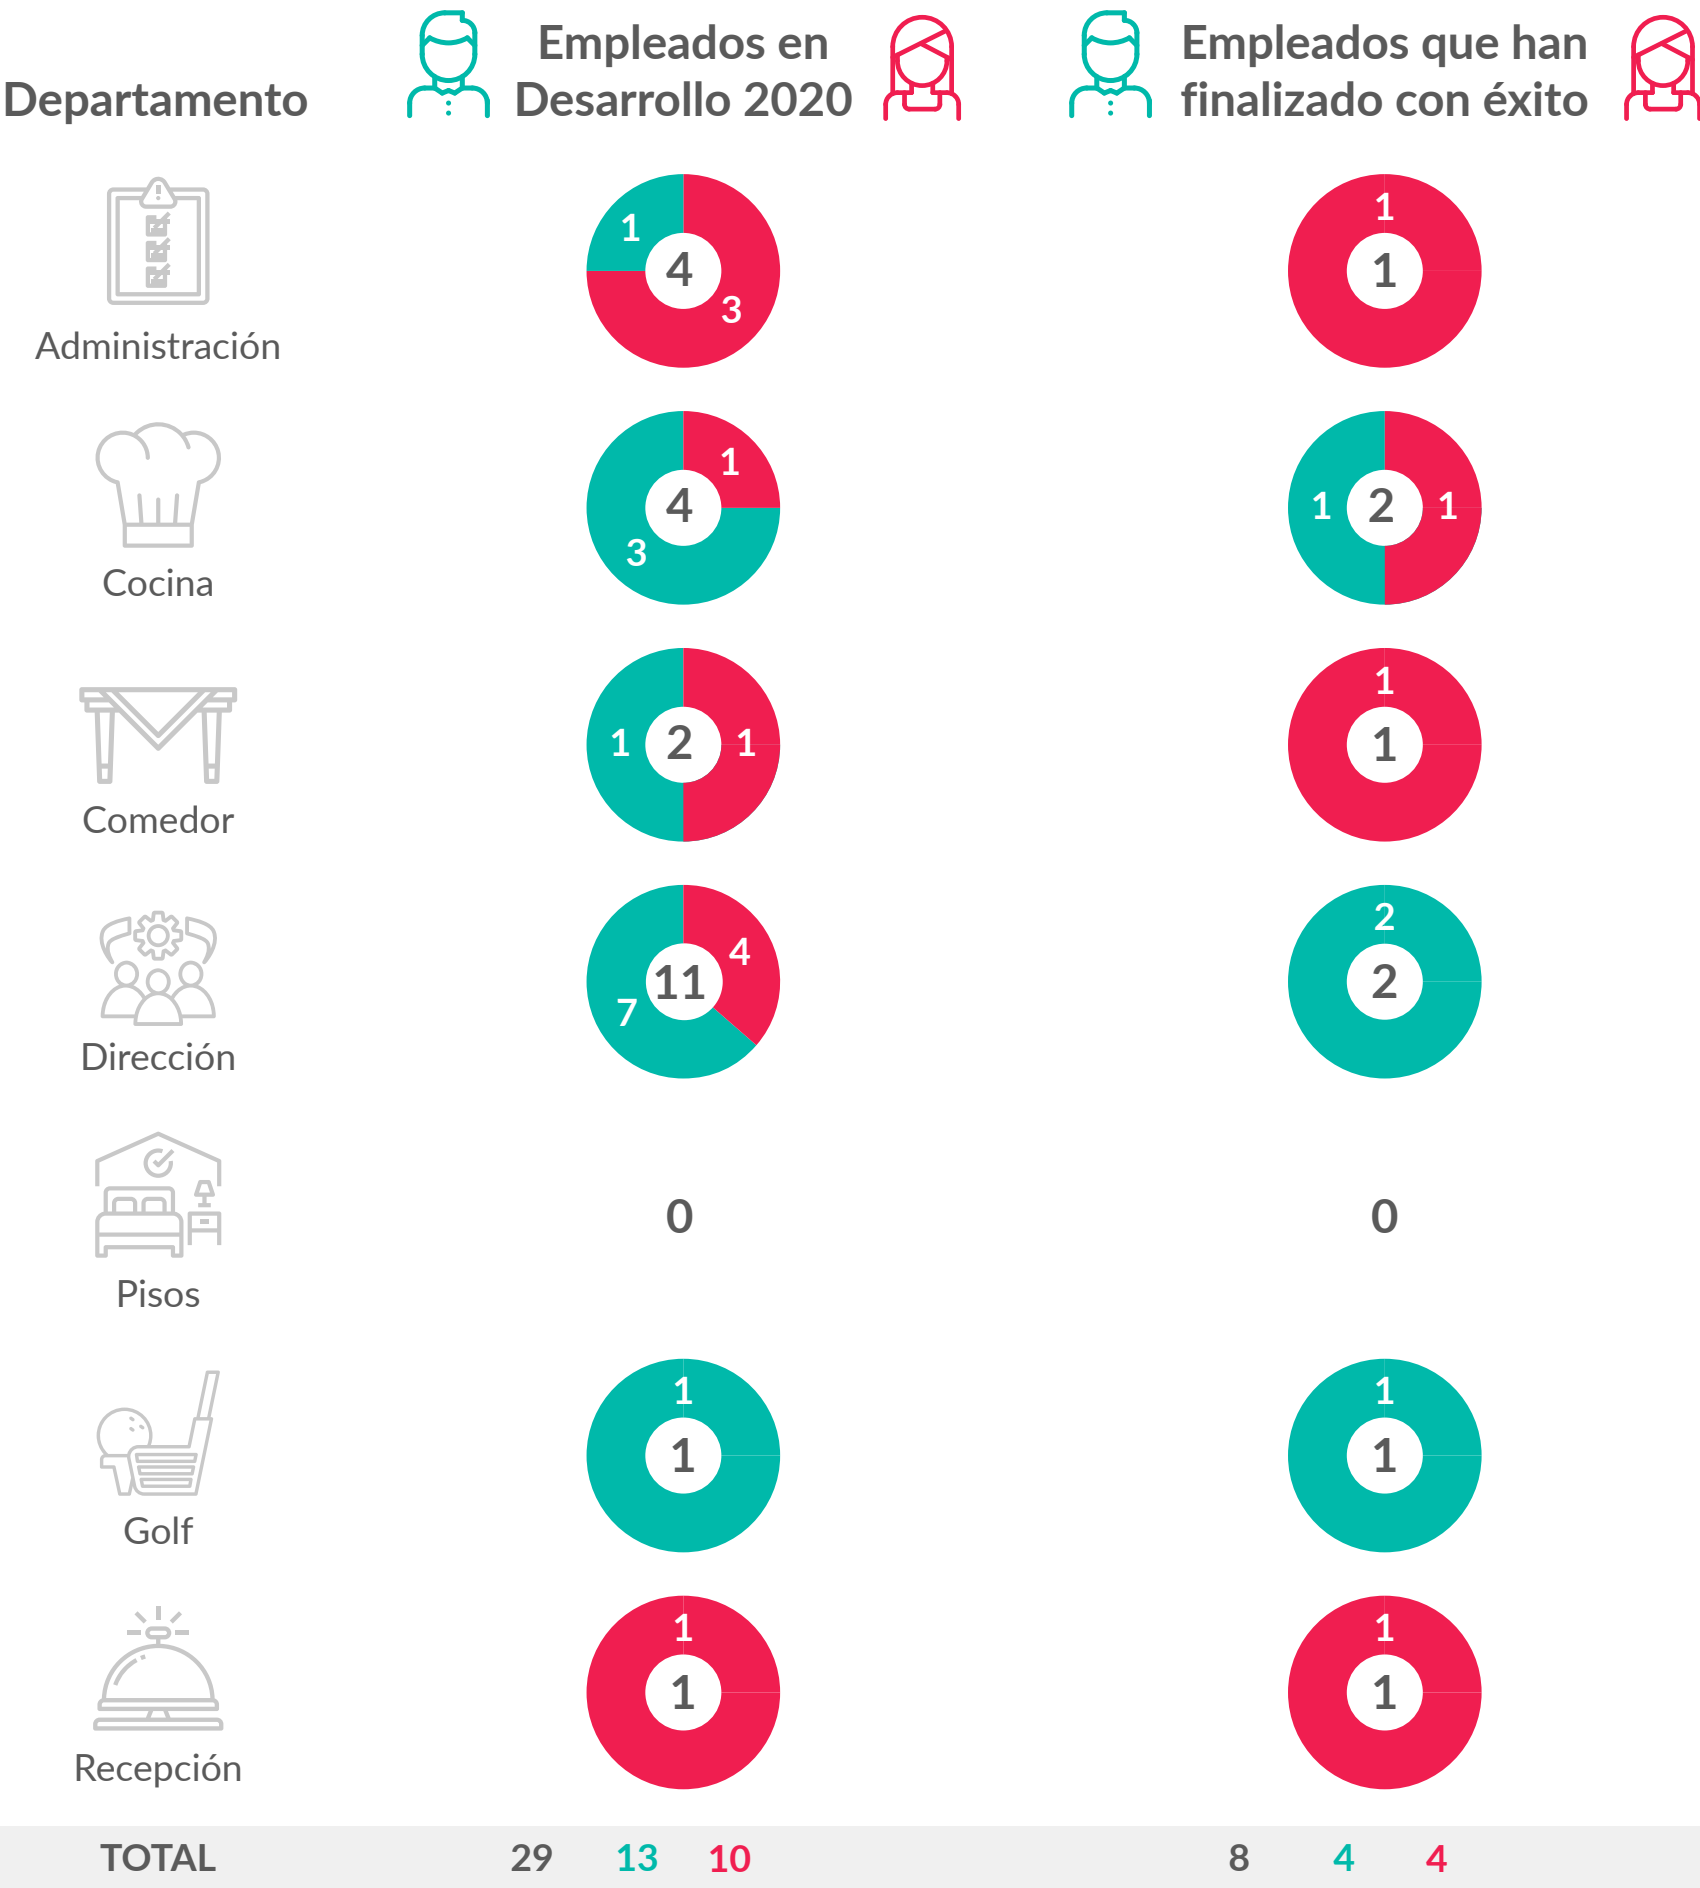 Departamento
Empleados en
Desarrollo 2020
Empleados que han
finalizado con éxito
1
4
3
1
1
Administración
1
4
3
1
2
1
Cocina
1
2
1
1
1
Comedor
4
11
7
2
2
Dirección
0
0
Pisos
1
1
1
1
Golf
1
1
1
1
Recepción
TOTAL 29 13 10 8 4 4